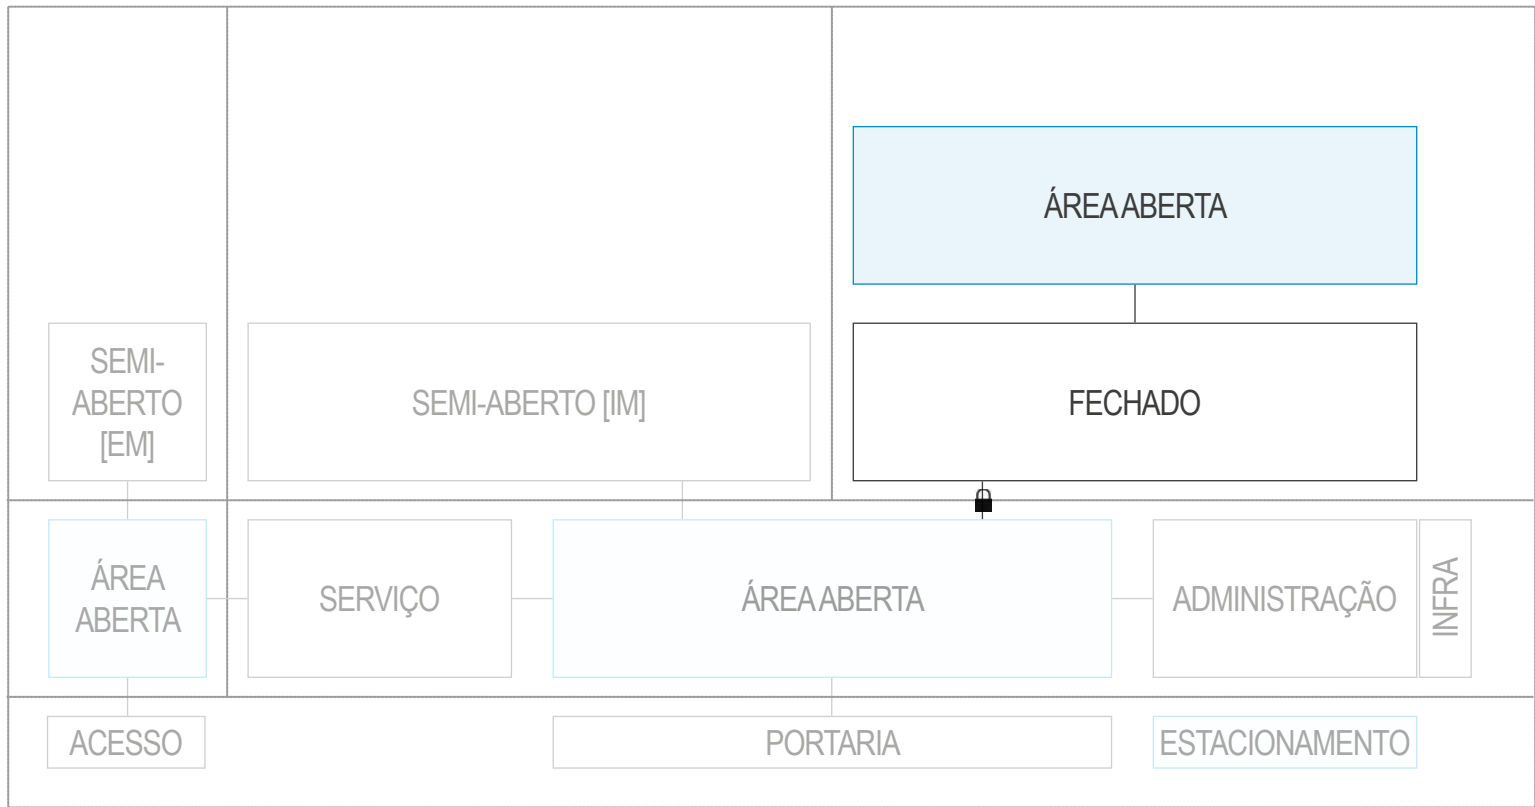 ÁREA ABERTA
SEMI-
ABERTO
[EM]
SEMI-ABERTO [IM]
FECHADO
ÁREA
ABERTA
SERVIÇO
ÁREA ABERTA
ADMINISTRAÇÃO
INFRA
ACESSO
PORTARIA
ESTACIONAMENTO